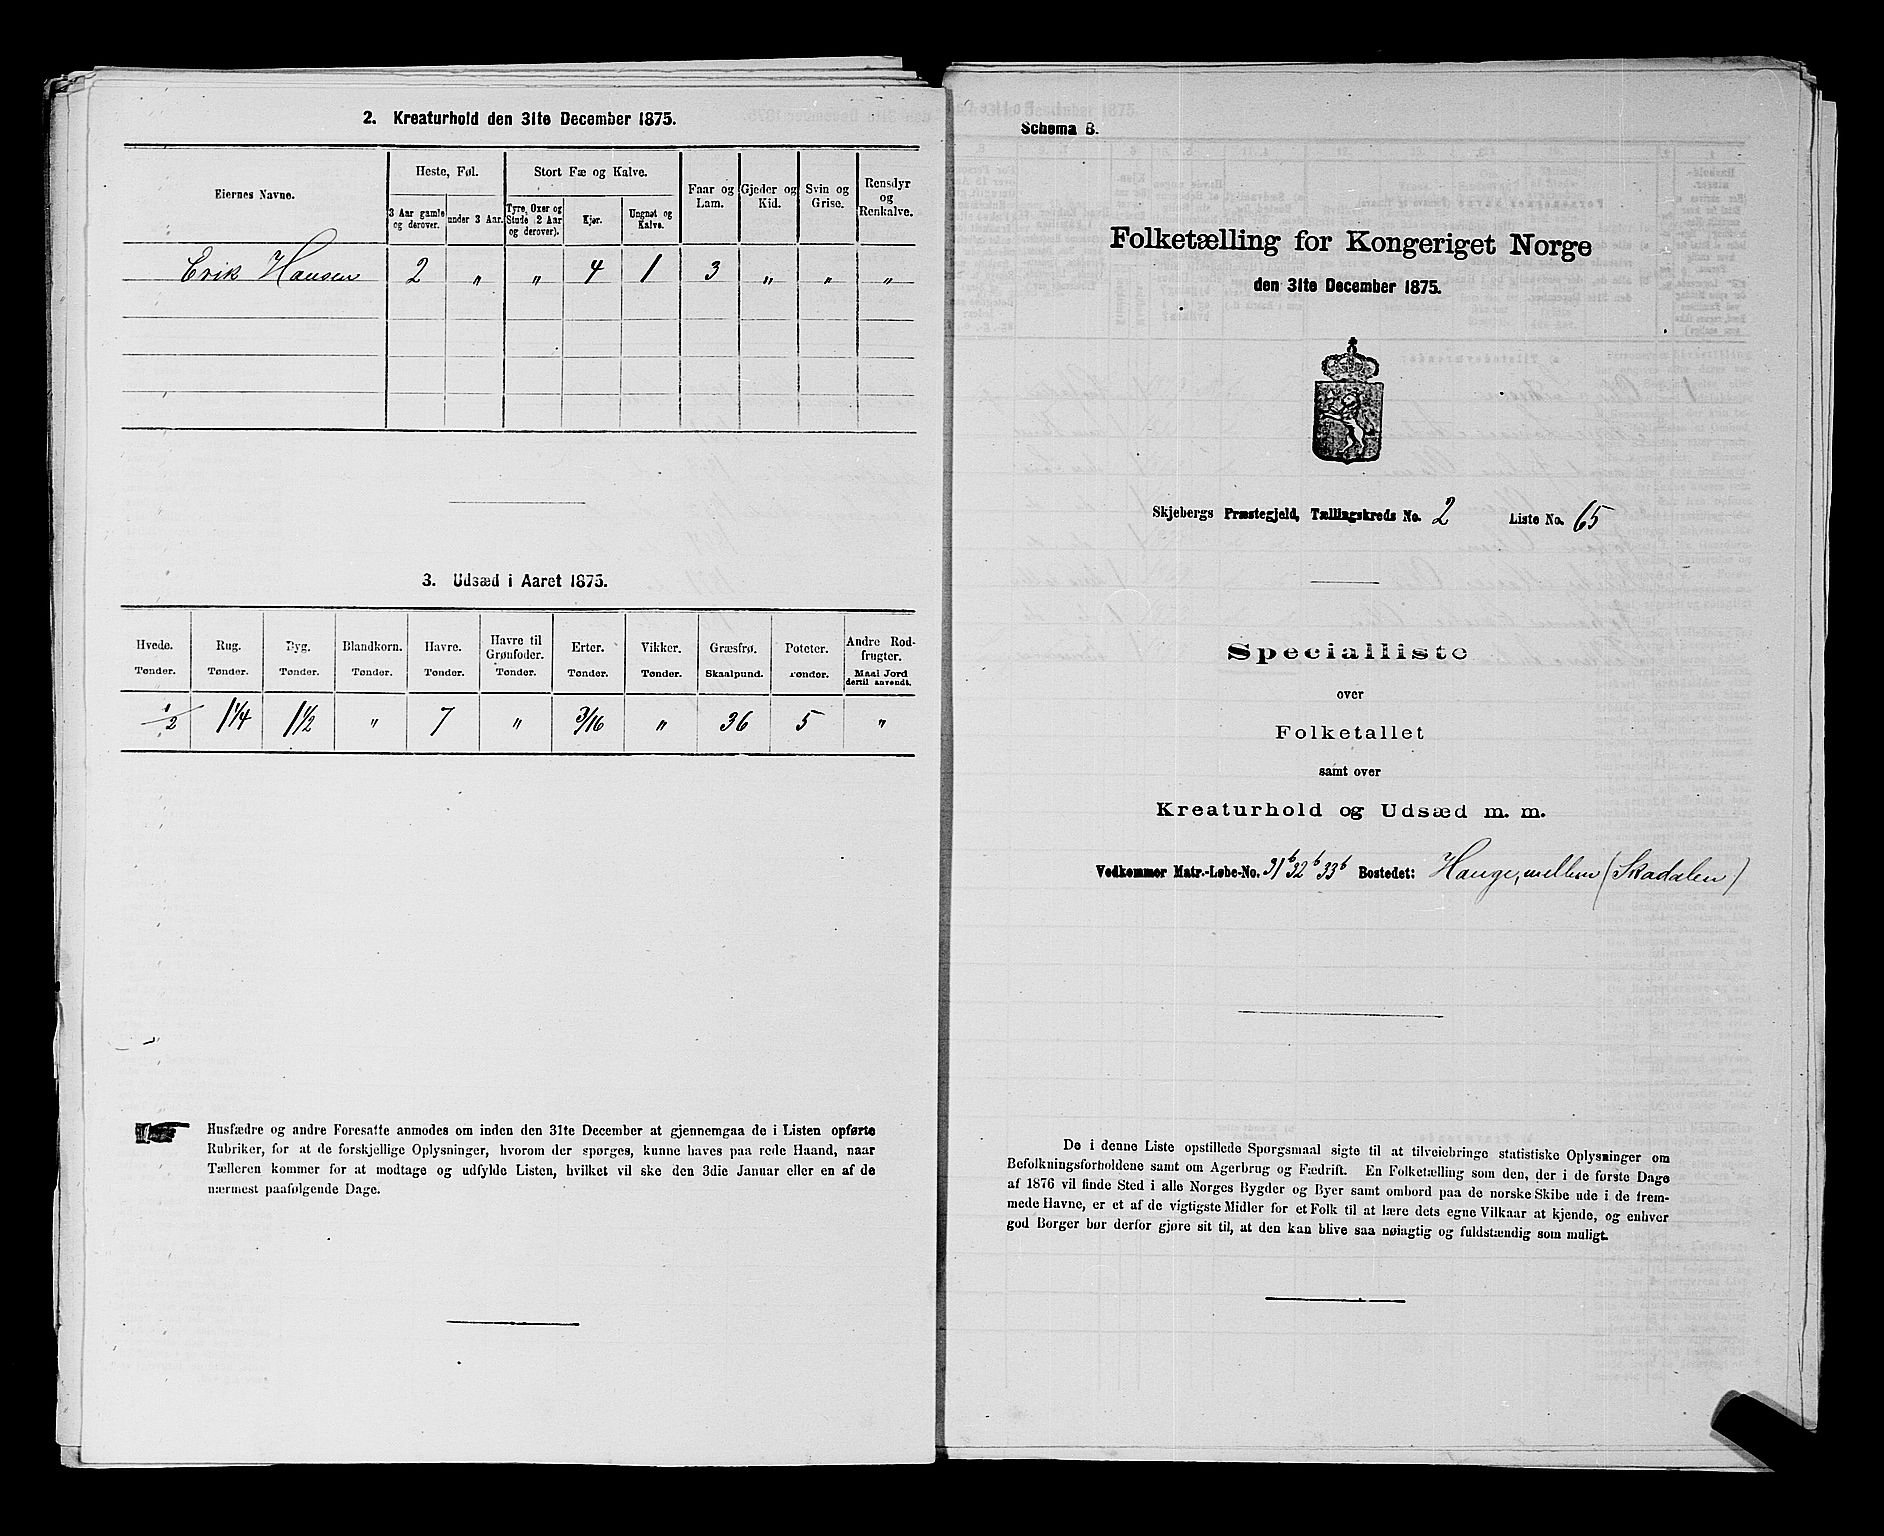 2. Kreaturhold den 31te December 1875.
Eiernes Navne.
Heste, Føl.
Stort Fæ og Kalve.
Faar og Lam.
Gjeder og Kid.
Svin og Grise.
Rensdyr og Renkalve.
3 Aar gamle og derover.
under 3 Aar.
Tyre, Oxer og Stude (2 Aar og derover).
Kjør.
Ungnøt og Kalve.
Erik Hansen 2 " " 4 1 3 " " "
3. Udsæd i Aaret 1875.
Hvede. Rug. Byg. Blandkorn. Havre. Havre til Grønfoder. Erter. Vikker. Græsfrø. Poteter. Andre Rodfrugter.
Tønder. Tønder. Tønder. Tønder. Tønder. Tønder. Tønder. Tønder. Skaalpund. Tønder. Maal Jord dertil anvendt.
1/2 1 1/4 1 1/2 " 7 " 3/16 " 36 5 "
Husfædre og andre Foresatte anmodes om inden den 31te December at gjennemgaa de i Listen opførte
Rubriker, for at de forskjellige Oplysninger, hvorom der spørges, kunne haves paa rede Haand, naar
Tælleren kommer for at modtage og udfylde Listen, hvilket vil ske den 3die Januar eller en af de
nærmest paafølgende Dage.
Schema B.
Folketælling for Kongeriget Norge
den 31te December 1875.
Skjebergs Præstegjeld, Tællingskreds No. 2 Liste No. 65
Specialliste
over
Folketallet
samt over
Kreaturhold og Udsæd m. m.
Vedkommer Matr.-Løbe-No. 31b 32b 33b Bostedet: Hauge, mellem (Skadalen)
De i denne Liste opstillede Spørgsmaal sigte til at tilveiebringe statistiske Oplysninger om
Befolkningsforholdene samt om Agerbrug og Fædrift. En Folketælling som den, der i de første Dage
af 1876 vil finde Sted i alle Norges Bygder og Byer samt ombord paa de norske Skibe ude i de frem-
mede Havne, er et af de vigtigste Midler for et Folk til at lære dets egne Vilkaar at kjende, og enhver
god Borger bør derfor gjøre sit til, at den kan blive saa nøiagtig og fuldstændig som muligt.